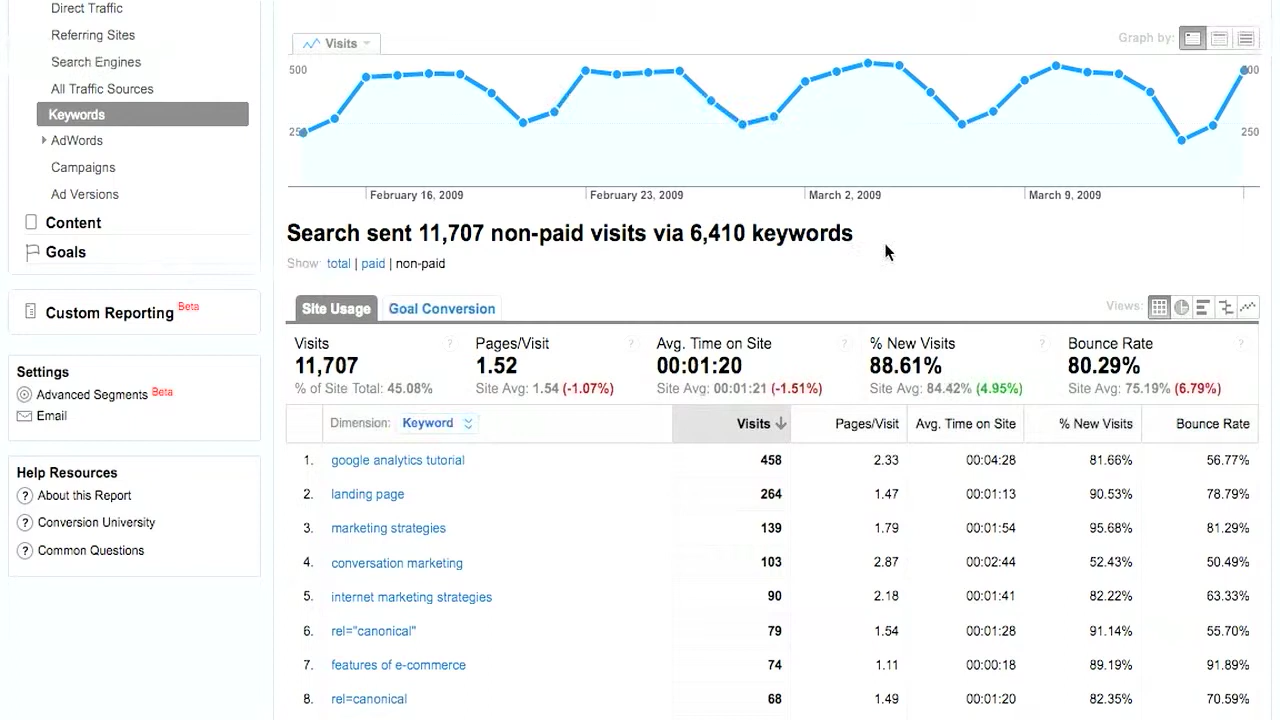 Direct Traffic
Referring Sites
Search Engines
All Traffic Sources
Keywords
AdWords
Campaigns
Ad Versions
Content
Goals
Custom Reporting Beta
Settings
Advanced Segments Beta
Email
Help Resources
? About this Report
? Conversion University
? Common Questions
Visits
Graph by:
500 500
250 250
February 16, 2009 February 23, 2009 March 2, 2009 March 9, 2009
Search sent 11,707 non-paid visits via 6,410 keywords
Show: total | paid | non-paid
Site Usage Goal Conversion Views:
Visits ? Pages/Visit ? Avg. Time on Site ? % New Visits ? Bounce Rate ?
11,707 1.52 00:01:20 88.61% 80.29%
% of Site Total: 45.08% Site Avg: 1.54 (-1.07%) Site Avg: 00:01:21 (-1.51%) Site Avg: 84.42% (4.95%) Site Avg: 75.19% (6.79%)
Dimension: Keyword Visits Pages/Visit Avg. Time on Site % New Visits Bounce Rate
1. google analytics tutorial 458 2.33 00:04:28 81.66% 56.77%
2. landing page 264 1.47 00:01:13 90.53% 78.79%
3. marketing strategies 139 1.79 00:01:54 95.68% 81.29%
4. conversation marketing 103 2.87 00:02:44 52.43% 50.49%
5. internet marketing strategies 90 2.18 00:01:41 82.22% 63.33%
6. rel="canonical" 79 1.54 00:01:28 91.14% 55.70%
7. features of e-commerce 74 1.11 00:00:18 89.19% 91.89%
8. rel=canonical 68 1.49 00:01:20 82.35% 70.59%